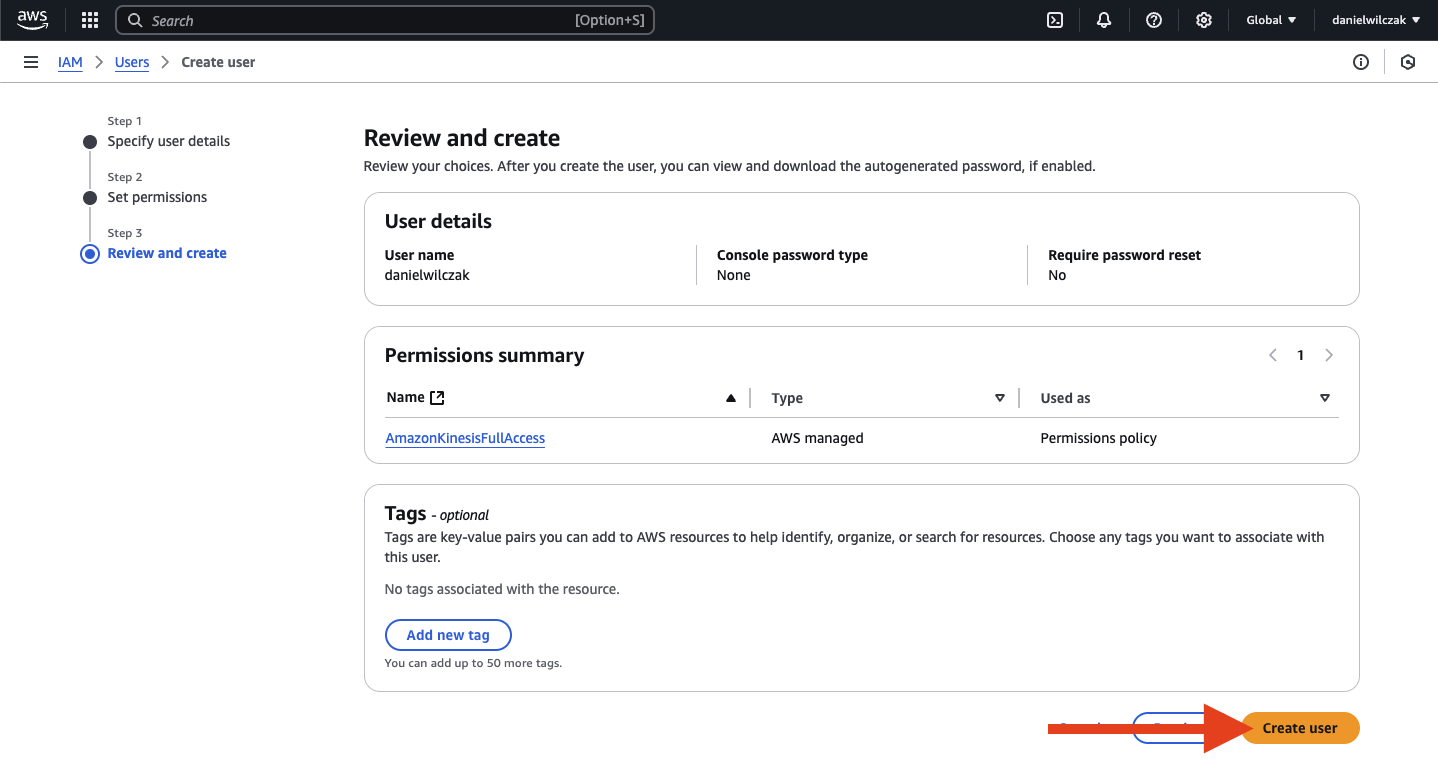 aws
Search [Option+S]
Global ▼
danielwilczak ▼
IAM > Users > Create user
Step 1
Specify user details
Step 2
Set permissions
Step 3
Review and create
Review and create
Review your choices. After you create the user, you can view and download the autogenerated password, if enabled.
User details
User name
danielwilczak
Console password type
None
Require password reset
No
Permissions summary
1
Name
Type
Used as
AmazonKinesisFullAccess
AWS managed
Permissions policy
Tags - optional
Tags are key-value pairs you can add to AWS resources to help identify, organize, or search for resources. Choose any tags you want to associate with
this user.
No tags associated with the resource.
Add new tag
You can add up to 50 more tags.
Create user